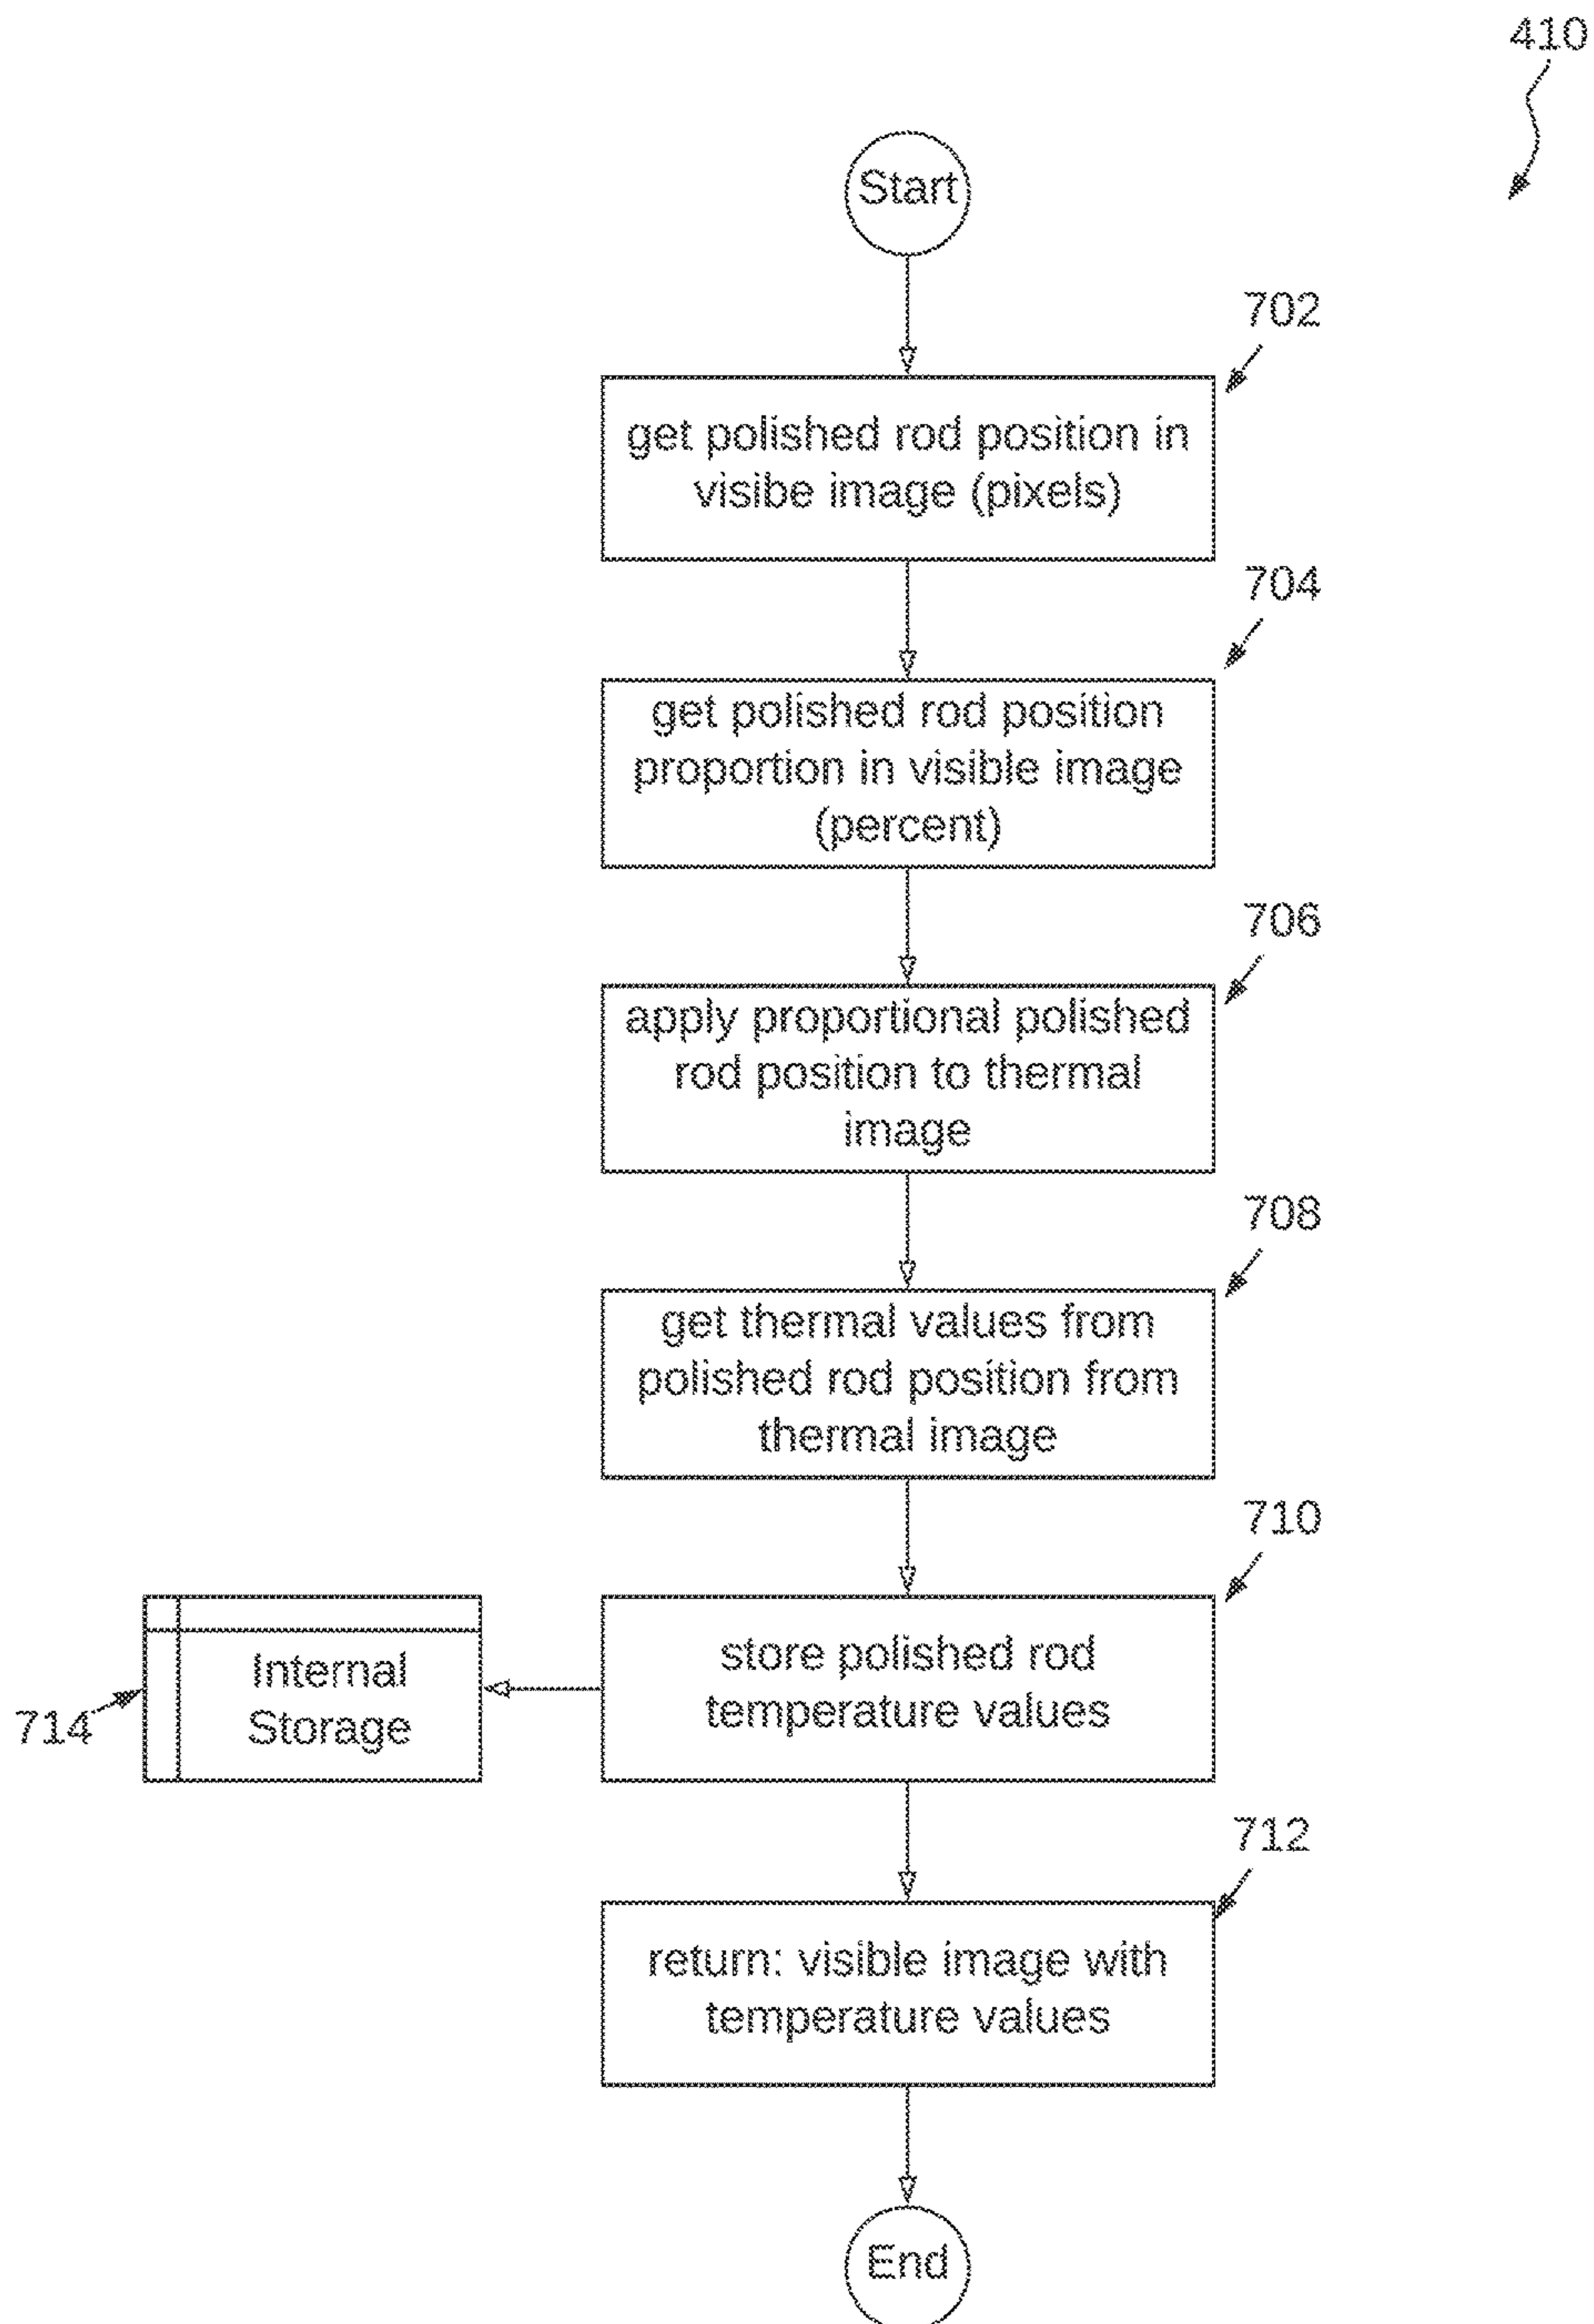 410
Start
702
get polished rod position in
visibe image (pixels)
704
get polished rod position
proportion in visible image
(percent)
706
apply proportional polished
rod position to thermal
image
708
get thermal values from
polished rod position from
thermal image
710
store polished rod
temperature values
Internal
Storage
714
712
return: visible image with
temperature values
End